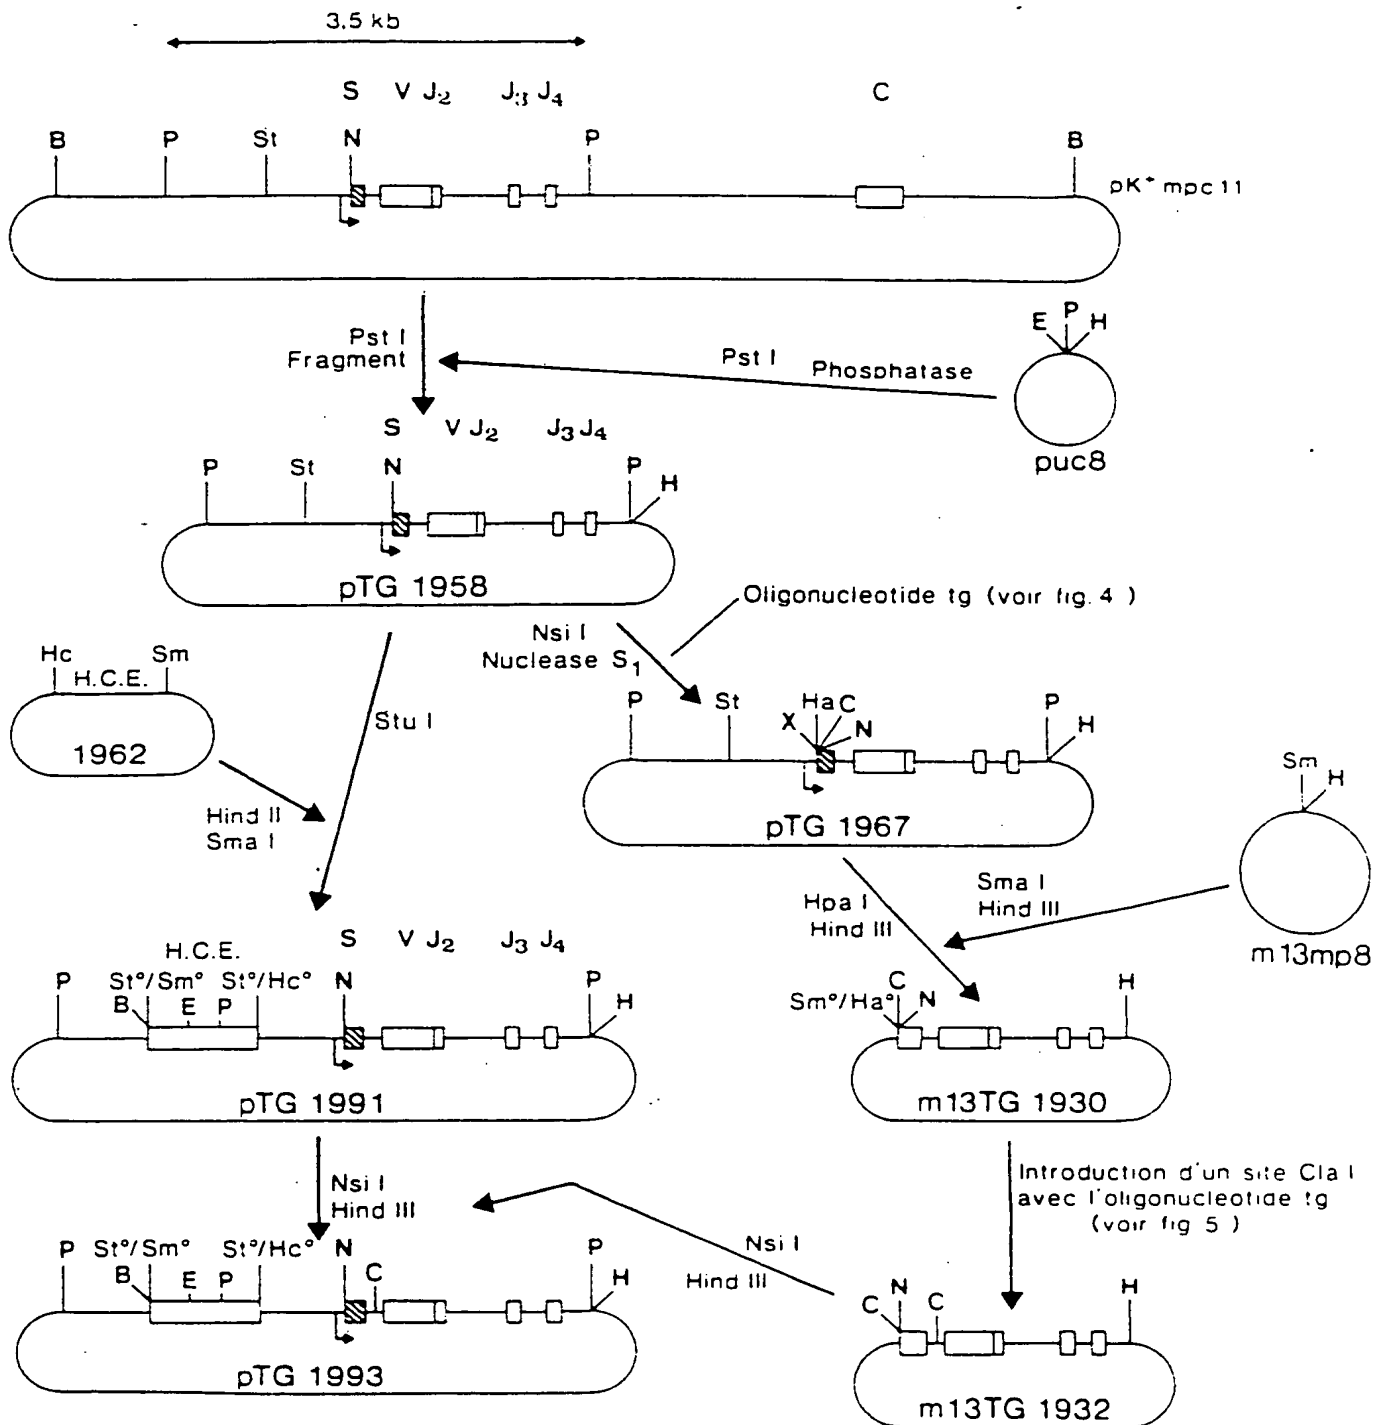 3.5 kb
S V J2 J3 J4 C
B P St N P B
pK+ mpc 11
E P H
Pst I
Fragment
Pst I Phosphatase
puc8
S V J2 J3 J4
P St N P H
pTG 1958
Oligonucleotide tg (voir fig. 4 )
Nsi I
Nuclease S1
Hc H.C.E. Sm
1962
Stu I
Hind II
Sma I
P St X Ha C N P H
pTG 1967
Sm H
m13mp8
Hpa I
Hind III
Sma I
Hind III
S V J2 J3 J4
H.C.E.
P St°/Sm° St°/Hc° N P H
B E P
pTG 1991
C
Sm°/Ha° N H
m13TG 1930
Nsi I
Hind III
Introduction d'un site Cla I
avec l'oligonucleotide tg
(voir fig 5 )
Nsi I
Hind III
P St°/Sm° St°/Hc° N P H
B E P C
pTG 1993
N H
C C
m13TG 1932